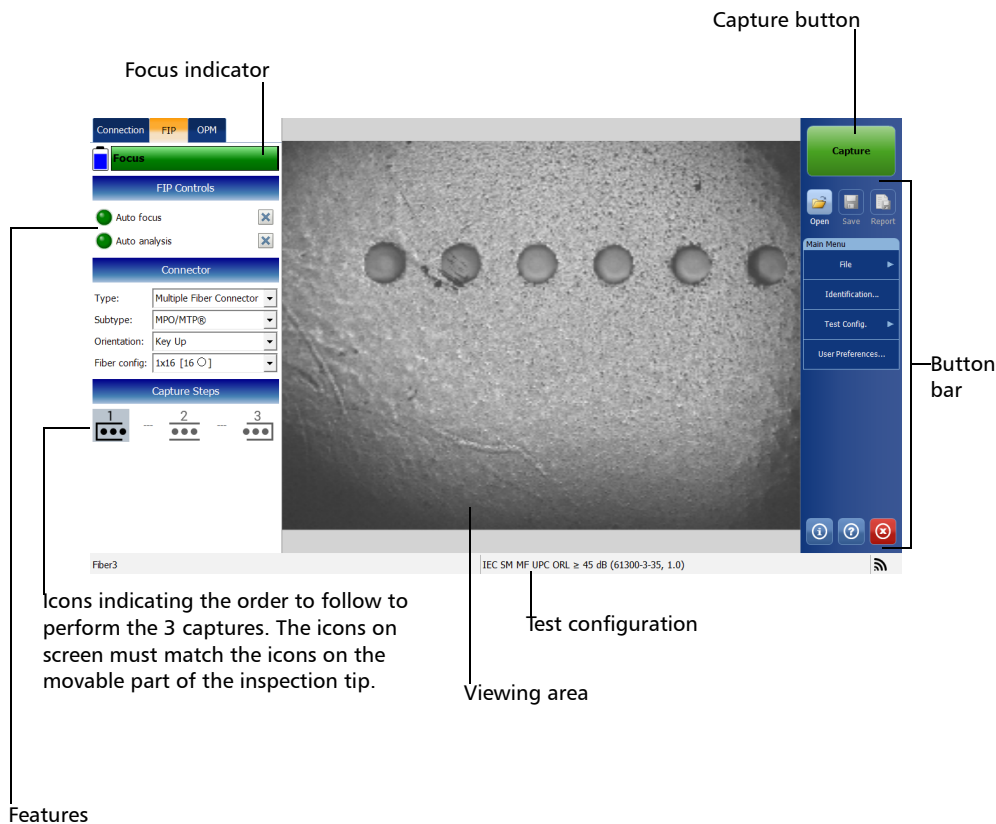 Capture button
Focus indicator
Connection FIP OPM
Focus
FIP Controls
Auto focus
Auto analysis
Connector
Type: Multiple Fiber Connector
Subtype: MPO/MTP®
Orientation: Key Up
Fiber config: 1x16 [16 ○]
Capture Steps
1 --- 2 --- 3
Capture
Open Save Report
Main Menu
File
Identification...
Test Config.
User Preferences...
Button
bar
Fiber3
IEC SM MF UPC ORL ≥ 45 dB (61300-3-35, 1.0)
Icons indicating the order to follow to
perform the 3 captures. The icons on
screen must match the icons on the
movable part of the inspection tip.
Test configuration
Viewing area
Features